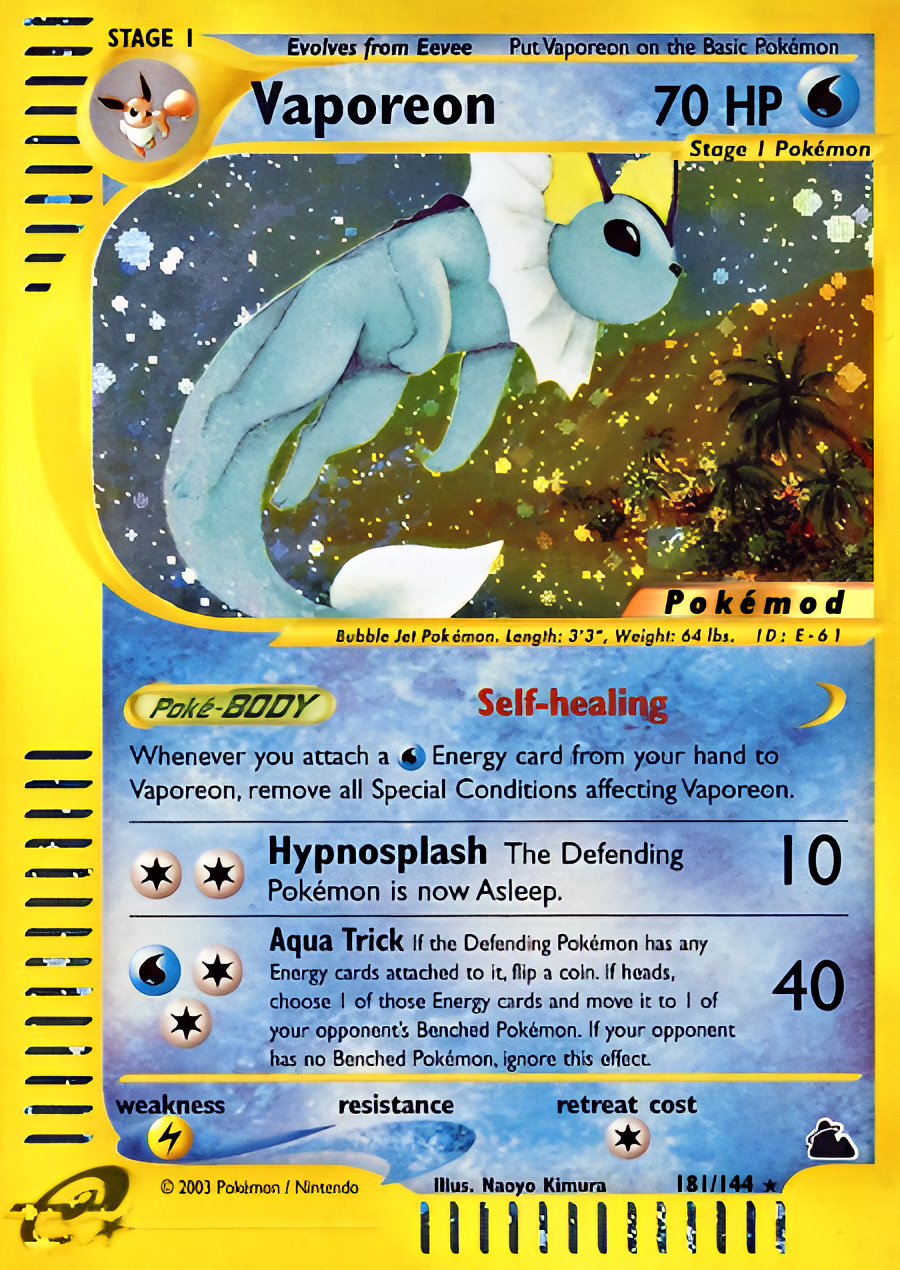 STAGE 1
Evolves from Eevee Put Vaporeon on the Basic Pokémon
Vaporeon 70 HP
Stage 1 Pokémon
Pokémod
Bubble Jet Pokémon. Length: 3'3", Weight: 64 lbs. ID: E-61
Poké-BODY Self-healing
Whenever you attach a Energy card from your hand to
Vaporeon, remove all Special Conditions affecting Vaporeon.
Hypnosplash The Defending
Pokémon is now Asleep.
10
Aqua Trick If the Defending Pokémon has any
Energy cards attached to it, flip a coin. If heads,
choose 1 of those Energy cards and move it to 1 of
your opponent's Benched Pokémon. If your opponent
has no Benched Pokémon, ignore this effect.
40
weakness resistance retreat cost
© 2003 Pokémon / Nintendo Illus. Naoyo Kimura 181/144 ★